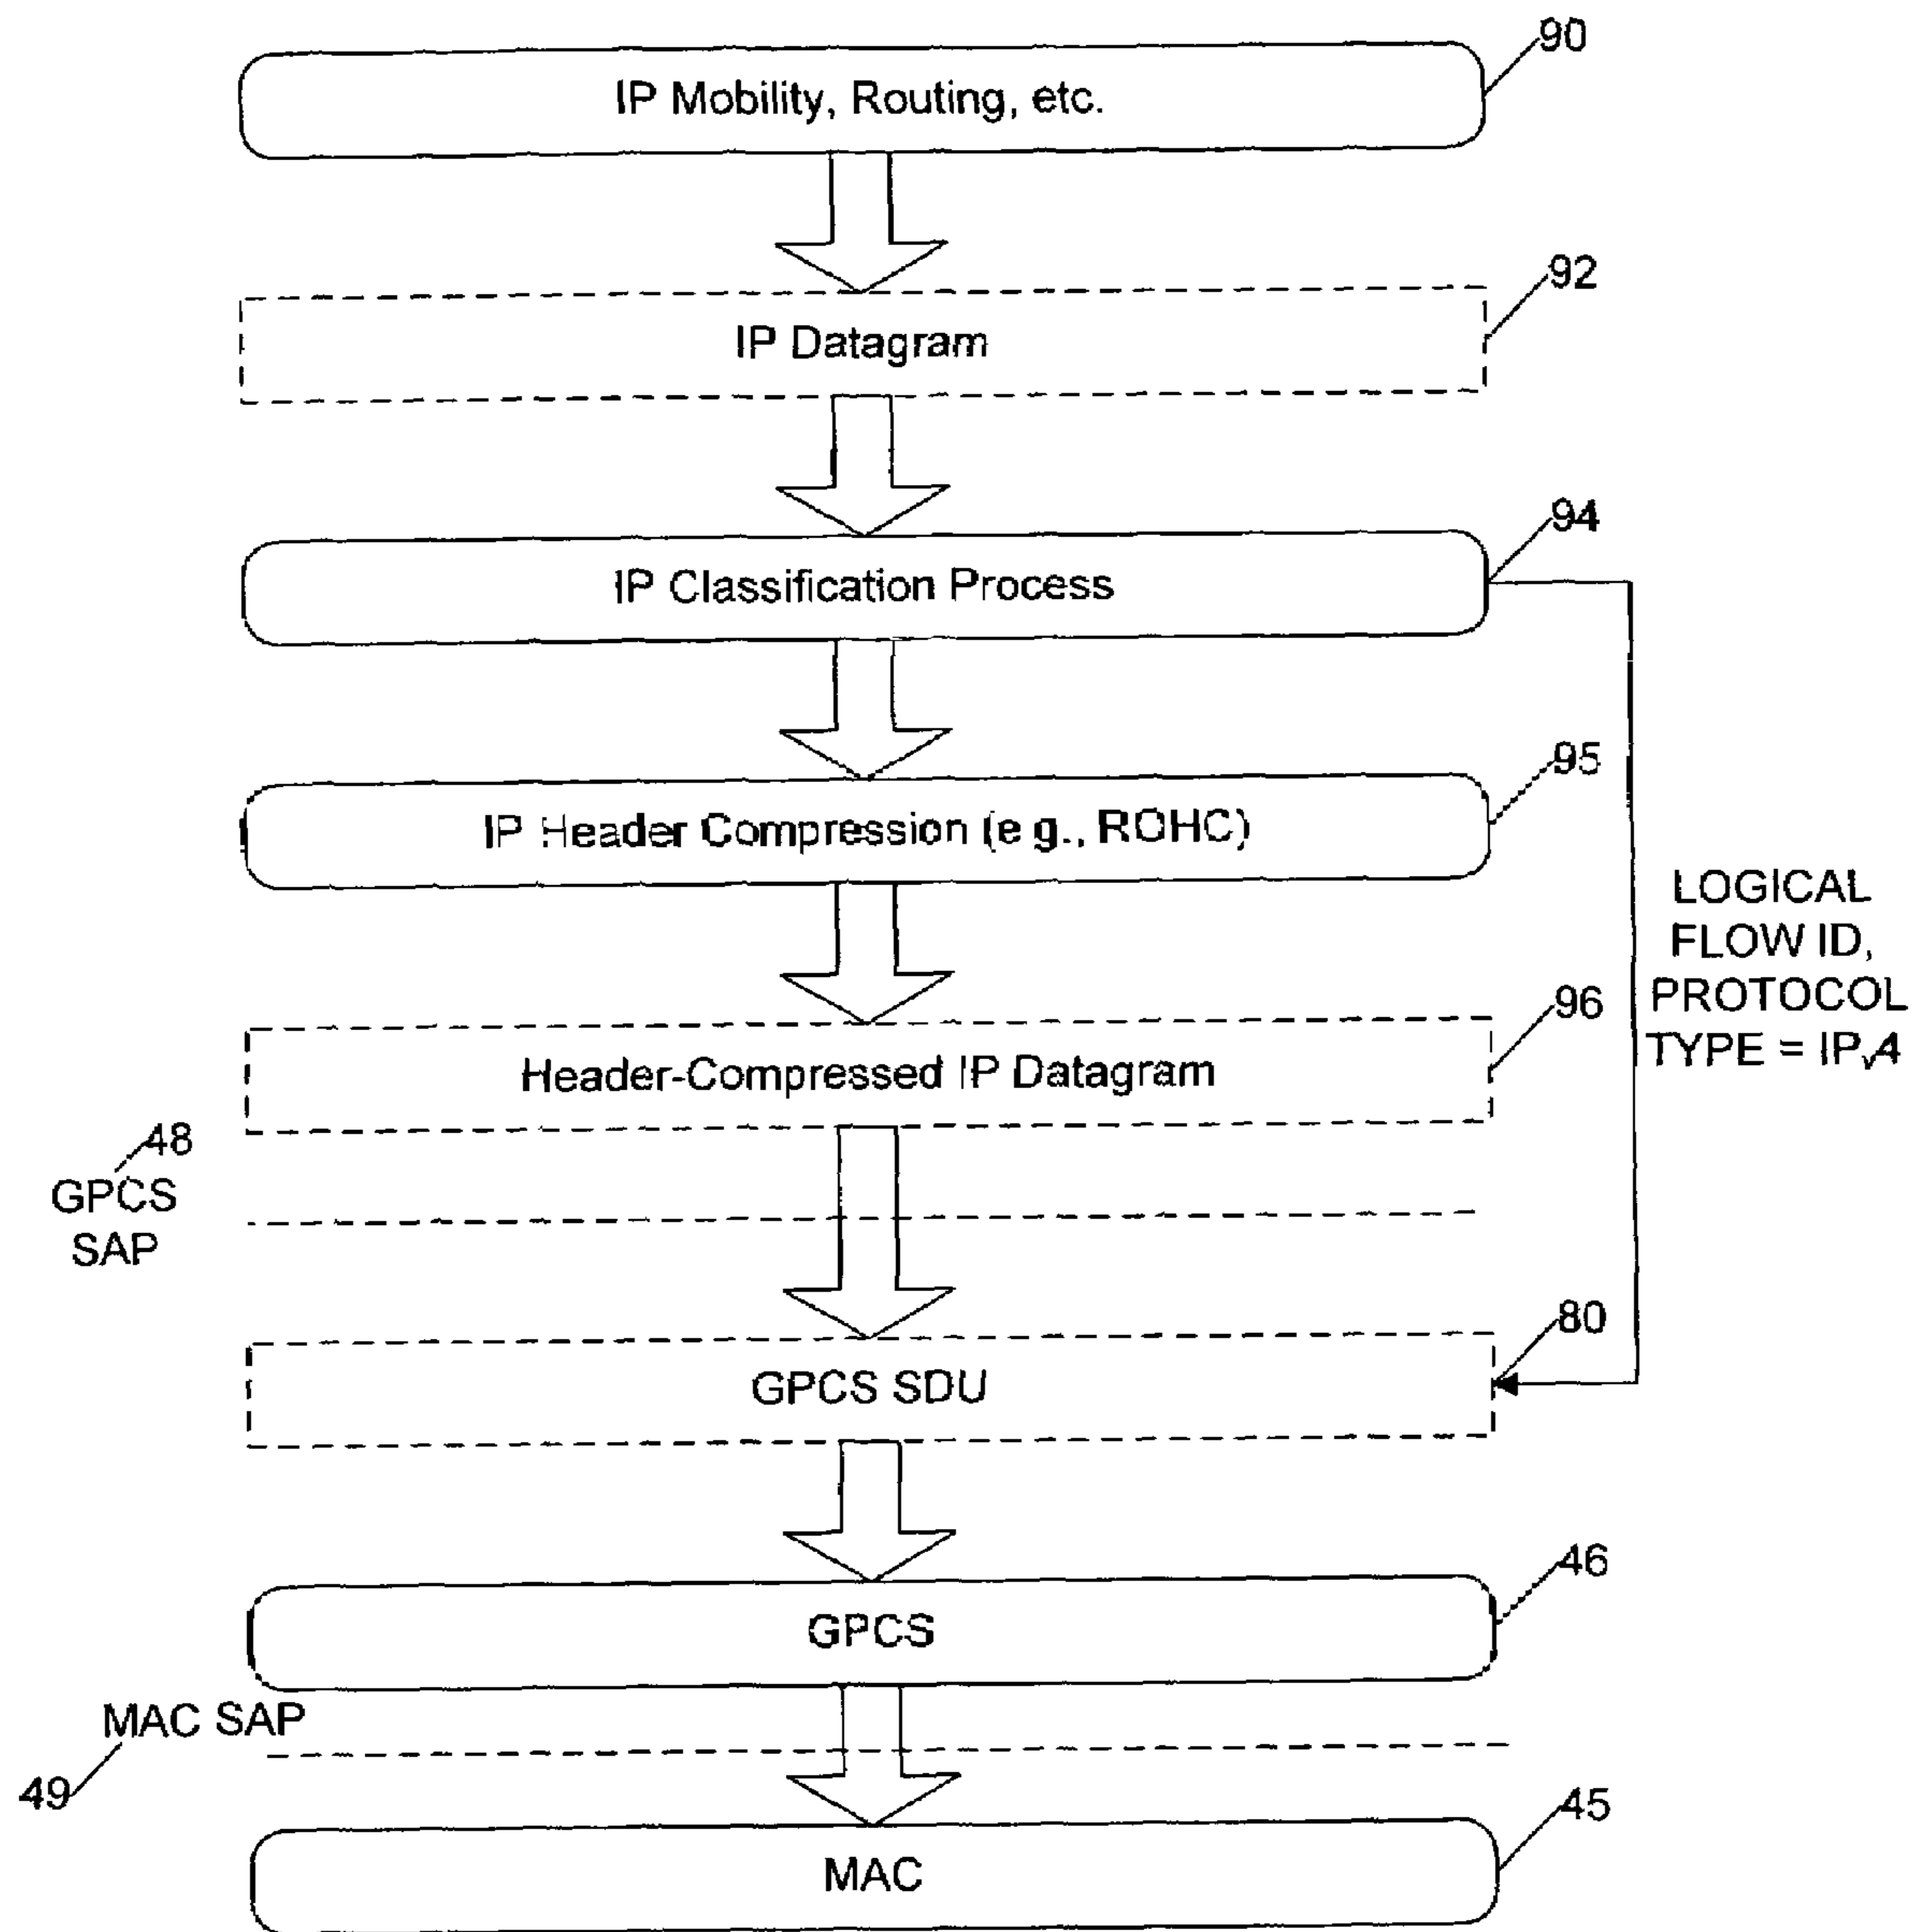 90
IP Mobility, Routing, etc.
92
IP Datagram
94
IP Classification Process
95
IP Header Compression (e g., ROHC)
LOGICAL
FLOW ID,
PROTOCOL
TYPE = IPv4
96
Header-Compressed IP Datagram
48
GPCS
SAP
80
GPCS SDU
46
GPCS
MAC SAP
49
45
MAC